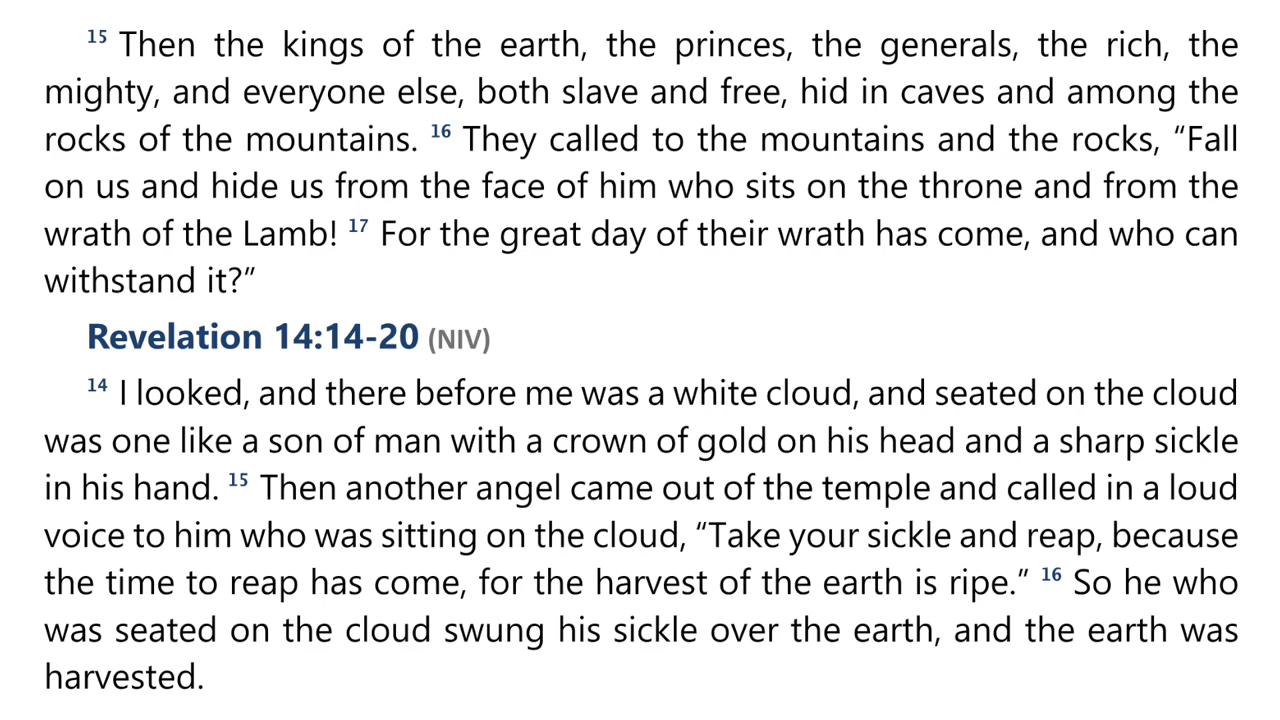 15 Then the kings of the earth, the princes, the generals, the rich, the
mighty, and everyone else, both slave and free, hid in caves and among the
rocks of the mountains. 16 They called to the mountains and the rocks, “Fall
on us and hide us from the face of him who sits on the throne and from the
wrath of the Lamb! 17 For the great day of their wrath has come, and who can
withstand it?”
Revelation 14:14-20 (NIV)
14 I looked, and there before me was a white cloud, and seated on the cloud
was one like a son of man with a crown of gold on his head and a sharp sickle
in his hand. 15 Then another angel came out of the temple and called in a loud
voice to him who was sitting on the cloud, “Take your sickle and reap, because
the time to reap has come, for the harvest of the earth is ripe.” 16 So he who
was seated on the cloud swung his sickle over the earth, and the earth was
harvested.